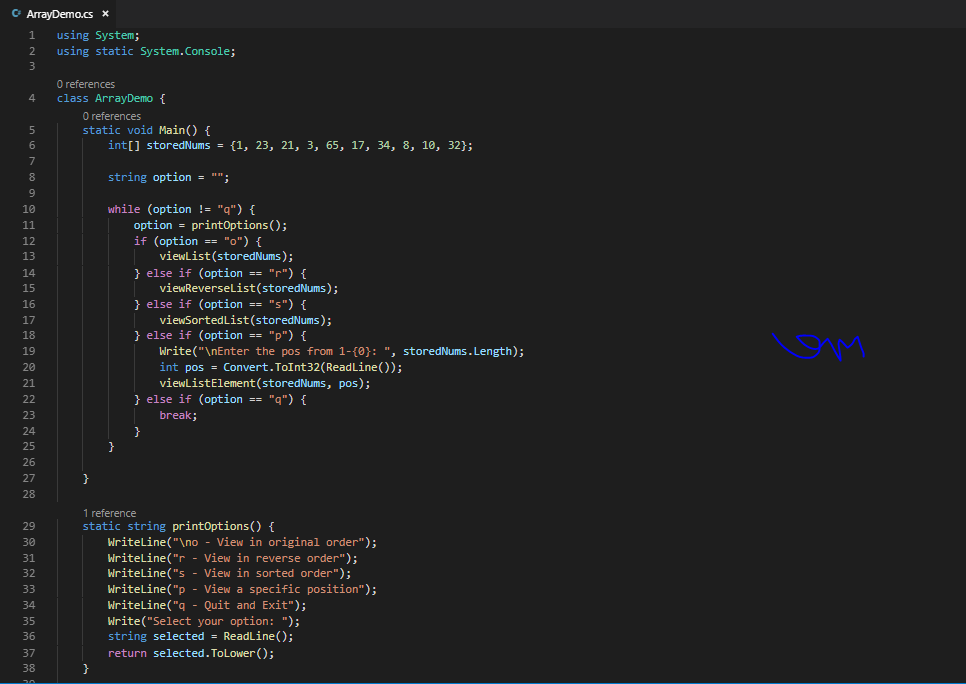 ArrayDemo.cs ×
1 using System;
2 using static System.Console;
3
0 references
4 class ArrayDemo {
0 references
5 static void Main() {
6 int[] storedNums = {1, 23, 21, 3, 65, 17, 34, 8, 10, 32};
7
8 string option = "";
9
10 while (option != "q") {
11 option = printOptions();
12 if (option == "o") {
13 viewList(storedNums);
14 } else if (option == "r") {
15 viewReverseList(storedNums);
16 } else if (option == "s") {
17 viewSortedList(storedNums);
18 } else if (option == "p") {
19 Write("\nEnter the pos from 1-{0}: ", storedNums.Length);
20 int pos = Convert.ToInt32(ReadLine());
21 viewListElement(storedNums, pos);
22 } else if (option == "q") {
23 break;
24 }
25 }
26
27 }
28
1 reference
29 static string printOptions() {
30 WriteLine("\no - View in original order");
31 WriteLine("r - View in reverse order");
32 WriteLine("s - View in sorted order");
33 WriteLine("p - View a specific position");
34 WriteLine("q - Quit and Exit");
35 Write("Select your option: ");
36 string selected = ReadLine();
37 return selected.ToLower();
38 }